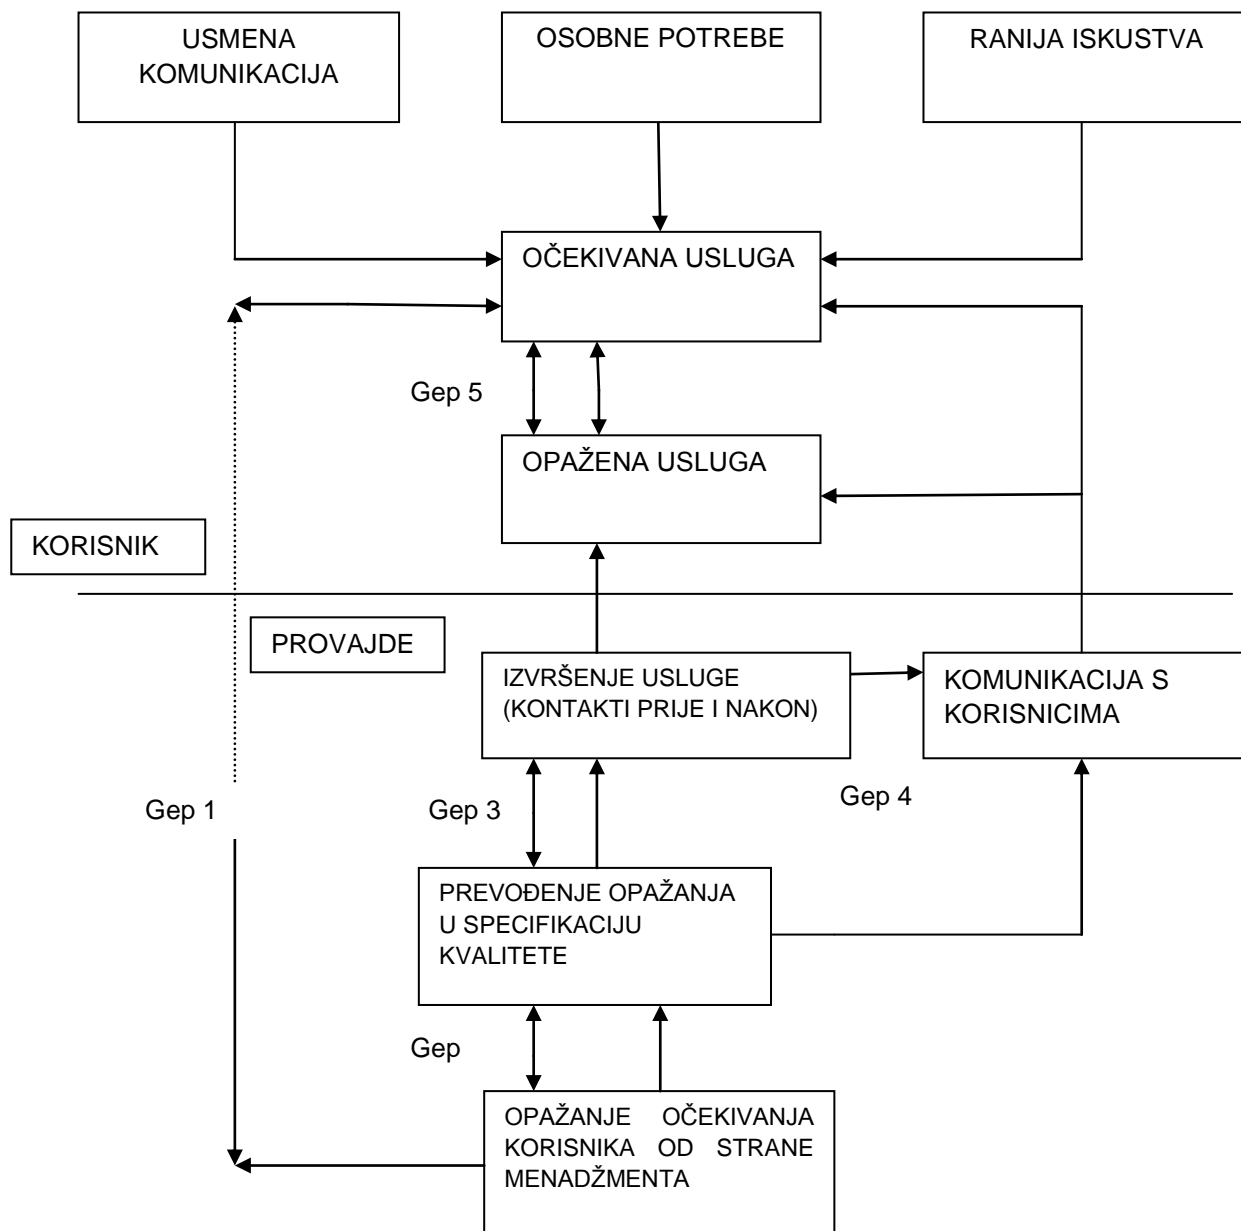 USMENA
KOMUNIKACIJA
OSOBNE POTREBE
RANIJA ISKUSTVA
OČEKIVANA USLUGA
Gep 5
OPAŽENA USLUGA
KORISNIK
PROVAJDE
IZVRŠENJE USLUGE
(KONTAKTI PRIJE I NAKON)
KOMUNIKACIJA S
KORISNICIMA
Gep 1
Gep 3
Gep 4
PREVOĐENJE OPAŽANJA
U SPECIFIKACIJU
KVALITETE
Gep
OPAŽANJE OČEKIVANJA
KORISNIKA OD STRANE
MENADŽMENTA